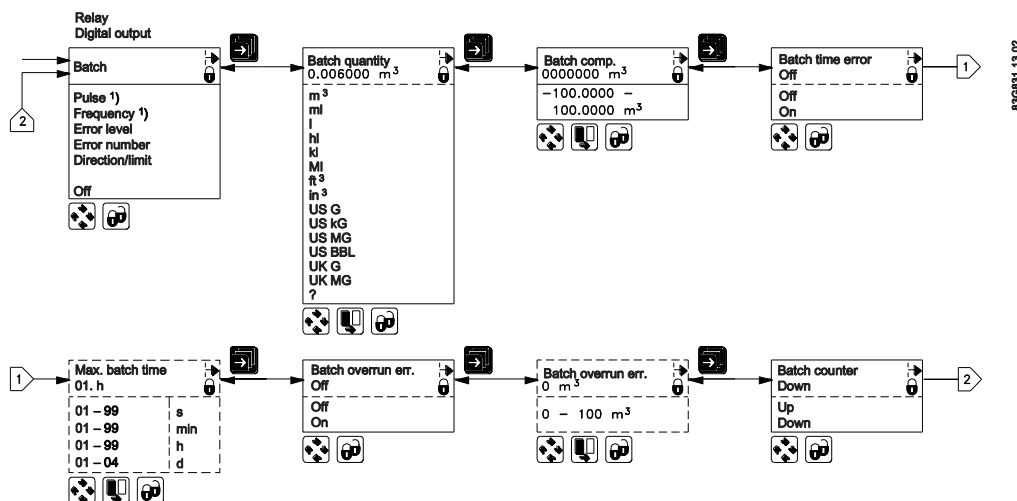 Relay
Digital output
Batch
Pulse 1)
Frequency 1)
Error level
Error number
Direction/limit
Off
2
Batch quantity
0.006000 m³
m³
ml
l
hl
kl
Ml
ft³
in³
US G
US kG
US MG
US BBL
UK G
UK MG
?
Batch comp.
0000000 m³
−100.0000 −
100.0000 m³
Batch time error
Off
Off
On
1
83G831.13.02
1
Max. batch time
01. h
01 – 99 s
01 – 99 min
01 – 99 h
01 – 04 d
Batch overrun err.
Off
Off
On
Batch overrun err.
0 m³
0 − 100 m³
Batch counter
Down
Up
Down
2